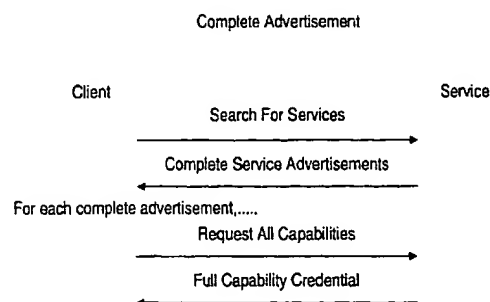 Complete Advertisement
Client
Service
Search For Services
Complete Service Advertisements
For each complete advertisement,.....
Request All Capabilities
Full Capability Credential